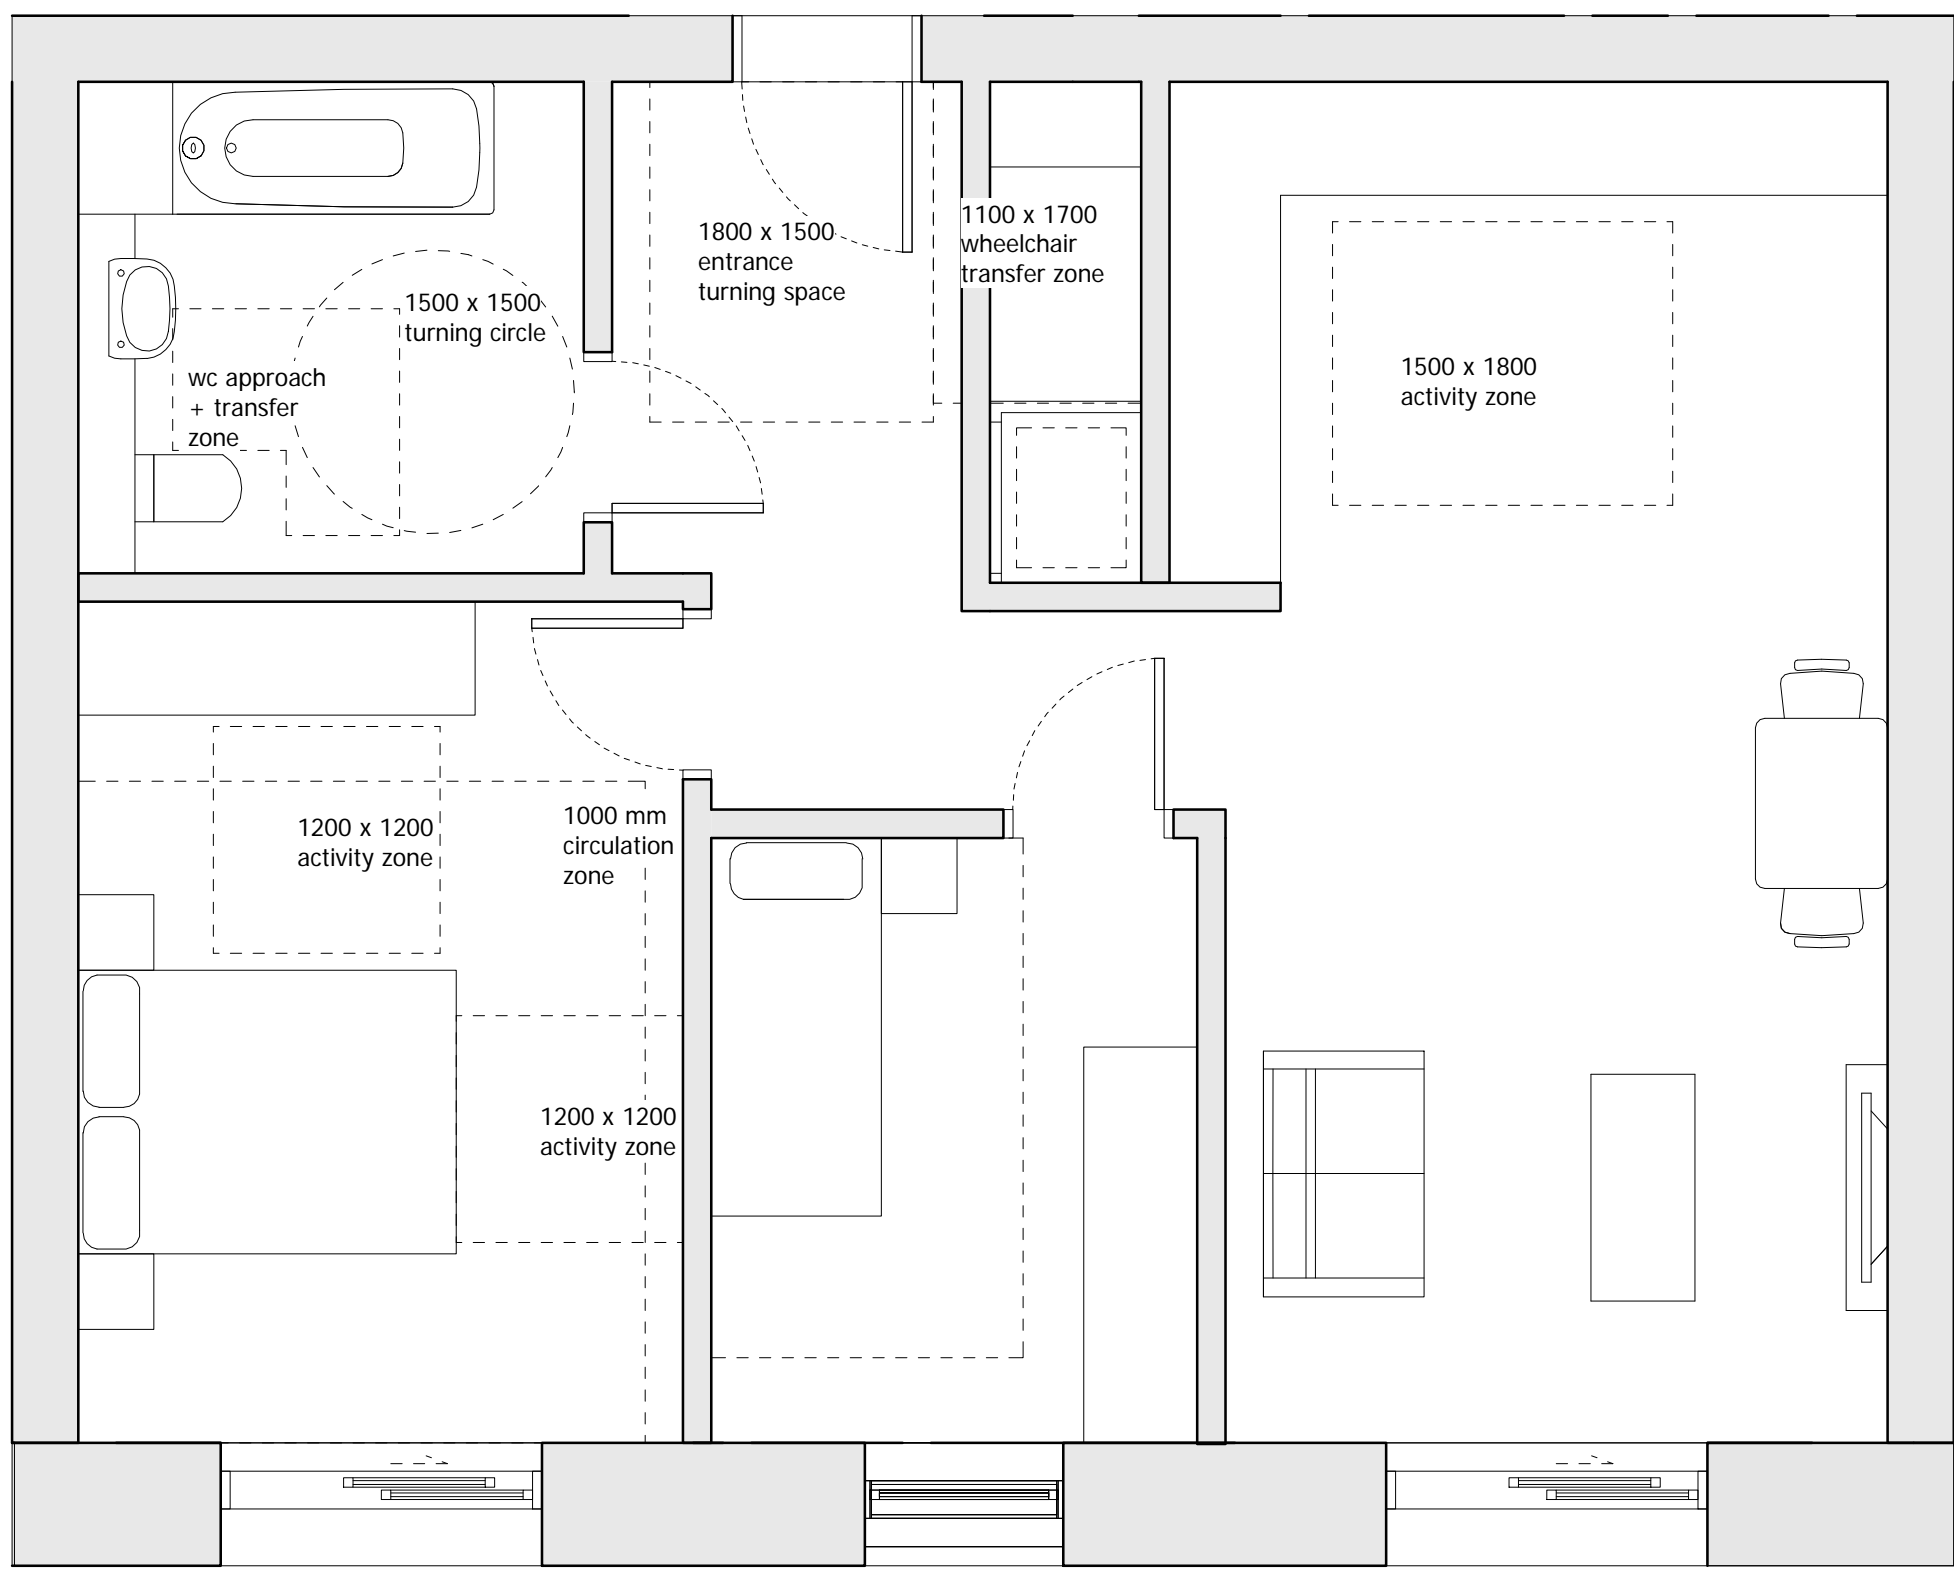 1100 x 1700
wheelchair
transfer zone
1800 x 1500
entrance
turning space
1500 x 1500
turning circle
wc approach
+ transfer
zone
1500 x 1800
activity zone
1200 x 1200
activity zone
1000 mm
circulation
zone
1200 x 1200
activity zone